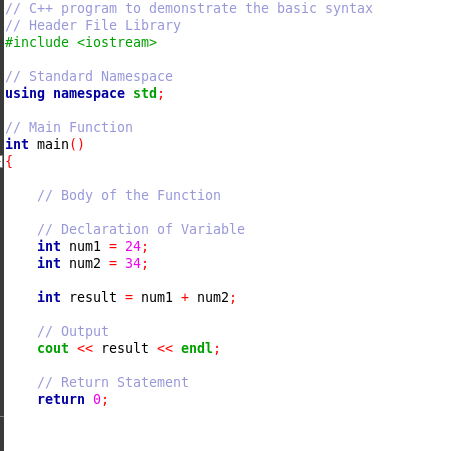 // C++ program to demonstrate the basic syntax
// Header File Library
#include <iostream>
// Standard Namespace
using namespace std;
// Main Function
int main()
{
// Body of the Function
// Declaration of Variable
int num1 = 24;
int num2 = 34;
int result = num1 + num2;
// Output
cout << result << endl;
// Return Statement
return 0;